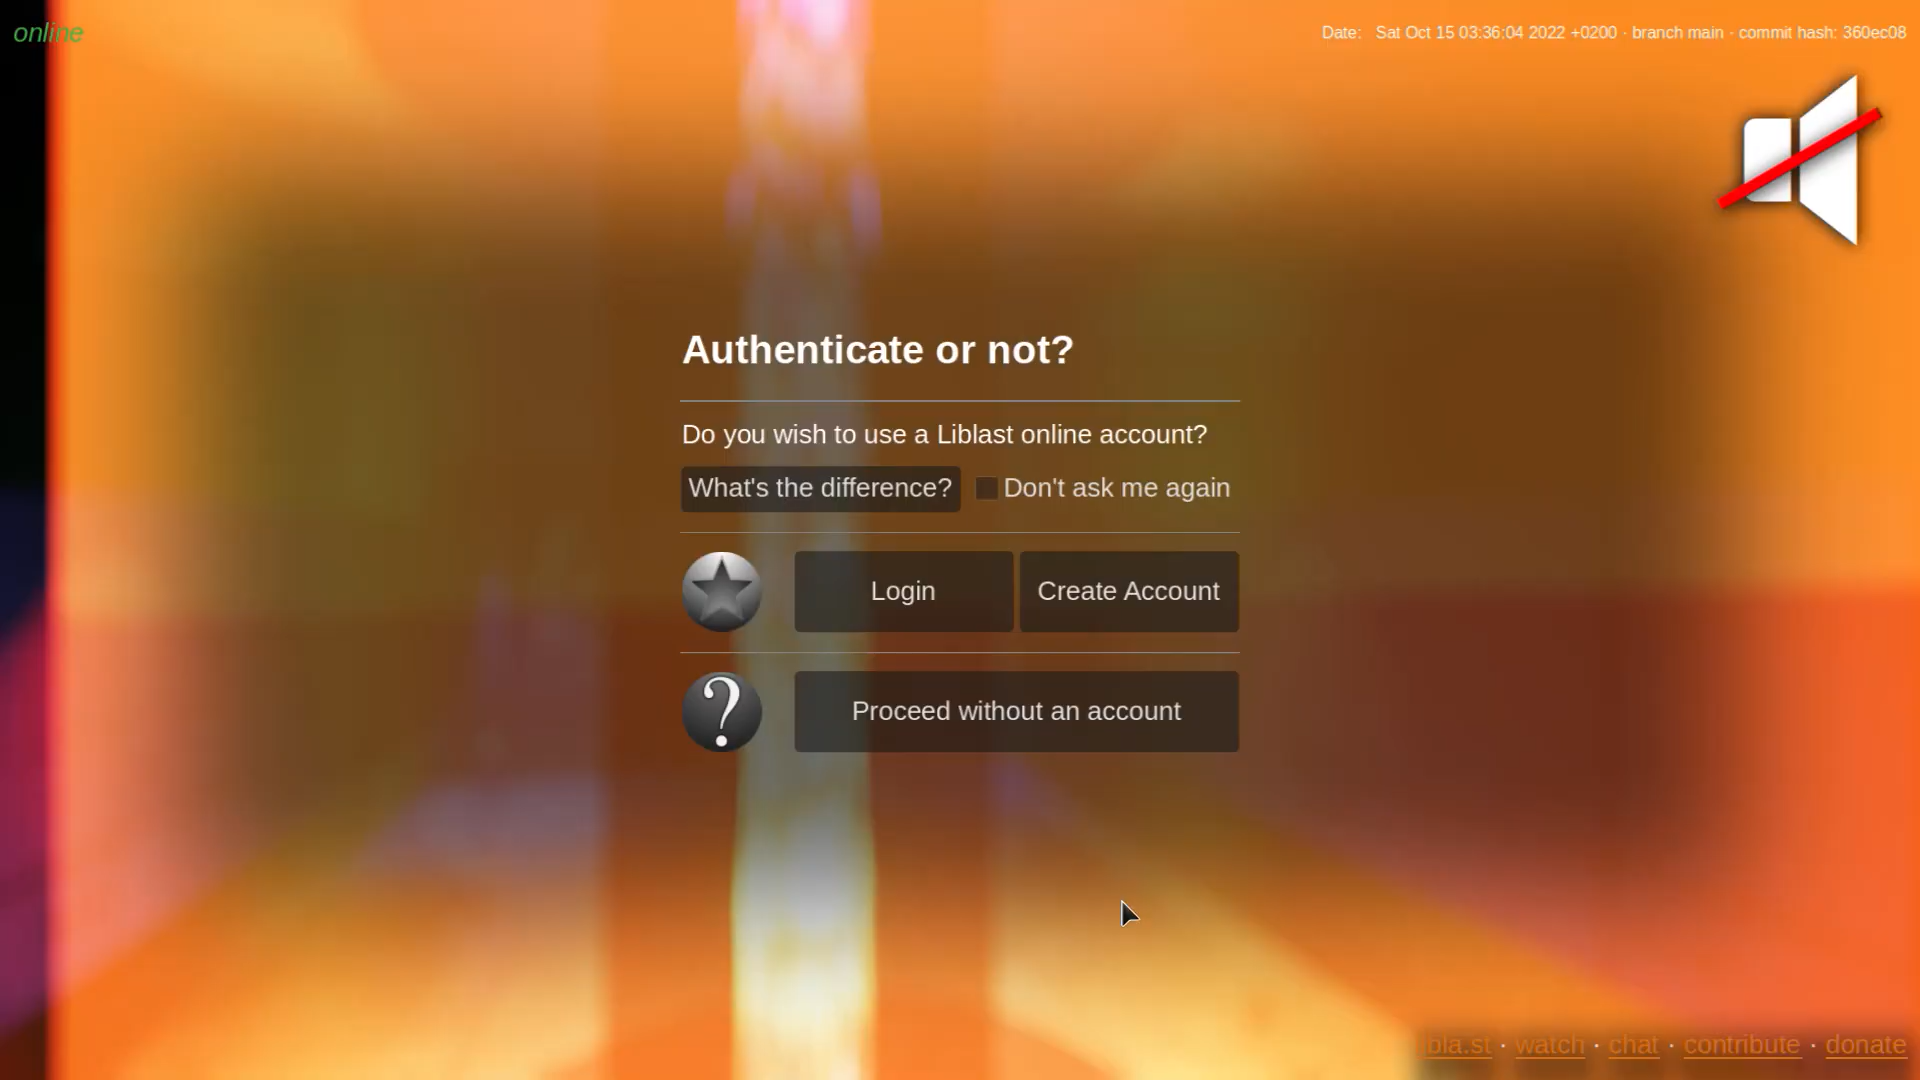 online
Date: Sat Oct 15 03:36:04 2022 +0200 · branch main · commit hash: 360ec08
Authenticate or not?
Do you wish to use a Liblast online account?
What's the difference? Don't ask me again
Login Create Account
? Proceed without an account
bla.st · watch · chat · contribute · donate